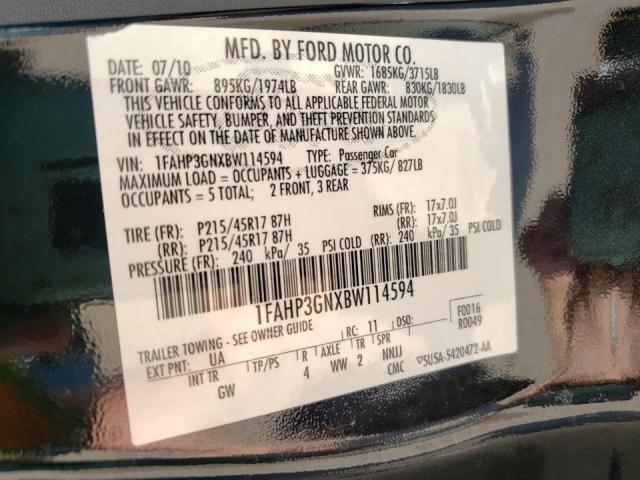 MFD. BY FORD MOTOR CO.
DATE: 07/10 GVWR: 1685KG/3715LB
FRONT GAWR: 895KG/1974LB REAR GAWR: 830KG/1830LB
THIS VEHICLE CONFORMS TO ALL APPLICABLE FEDERAL MOTOR
VEHICLE SAFETY, BUMPER, AND THEFT PREVENTION STANDARDS
IN EFFECT ON THE DATE OF MANUFACTURE SHOWN ABOVE.
VIN: 1FAHP3GNXBW114594 TYPE: Passenger Car
MAXIMUM LOAD = OCCUPANTS + LUGGAGE = 375KG/ 827LB
OCCUPANTS = 5 TOTAL; 2 FRONT, 3 REAR
TIRE (FR): P215/45R17 87H RIMS (FR): 17x7.0J
(RR): P215/45R17 87H (RR): 17x7.0J
PRESSURE (FR): 240 kPa/ 35 PSI COLD (RR): 240 kPa/ 35 PSI COLD
1FAHP3GNXBW114594
TRAILER TOWING - SEE OWNER GUIDE
F0016
R0049
EXT PNT: UA RC: 11 DSO:
INT TR TP/PS R AXLE TR SPR
GW 4 WW 2 NNJJ
CMC
5U5A-5420472-AA